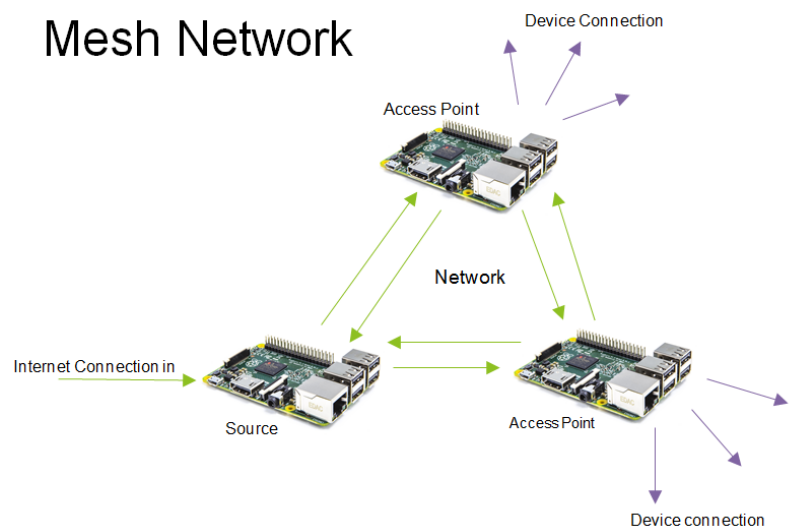 Mesh Network
Device Connection
Access Point
Network
Internet Connection in
Source
Access Point
Device connection